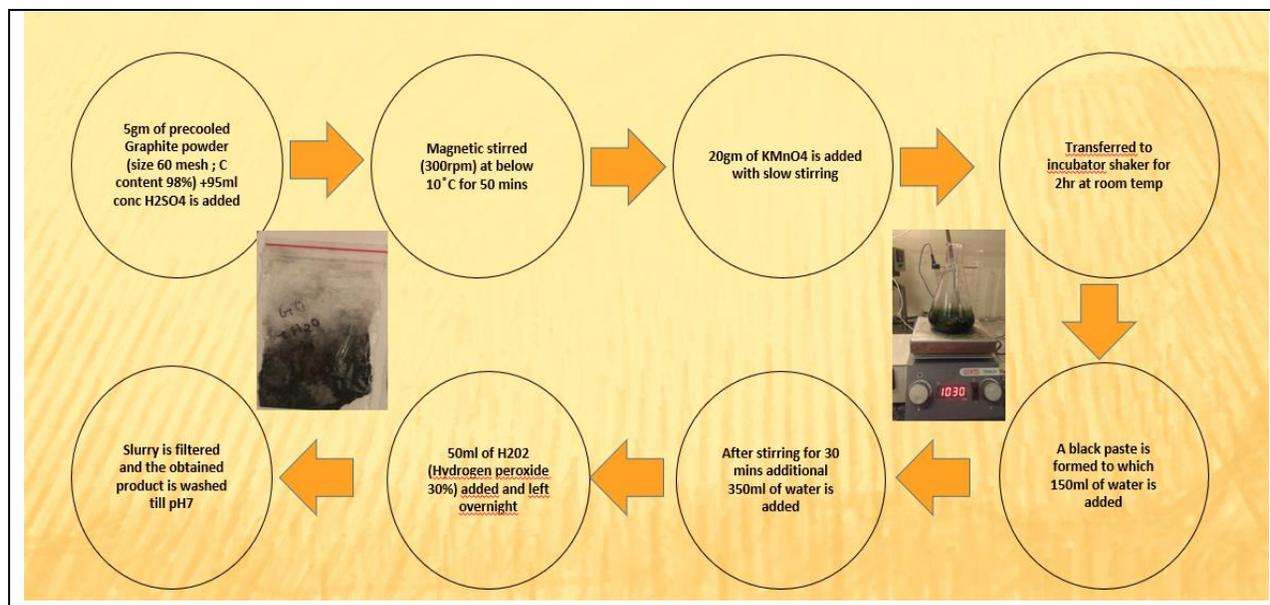 5gm of precooled
Graphite powder
(size 60 mesh ; C
content 98%) +95ml
conc H2SO4 is added
Magnetic stirred
(300rpm) at below
10˚C for 50 mins
20gm of KMnO4 is added
with slow stirring
Transferred to
incubator shaker for
2hr at room temp
A black paste is
formed to which
150ml of water is
added
After stirring for 30
mins additional
350ml of water is
added
50ml of H202
(Hydrogen peroxide
30%) added and left
overnight
Slurry is filtered
and the obtained
product is washed
till pH7
H2O
1030